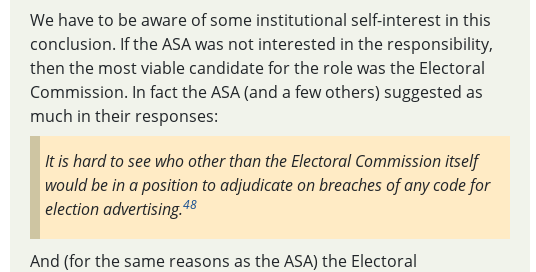 We have to be aware of some institutional self-interest in this
conclusion. If the ASA was not interested in the responsibility,
then the most viable candidate for the role was the Electoral
Commission. In fact the ASA (and a few others) suggested as
much in their responses:
It is hard to see who other than the Electoral Commission itself
would be in a position to adjudicate on breaches of any code for
election advertising.48
And (for the same reasons as the ASA) the Electoral